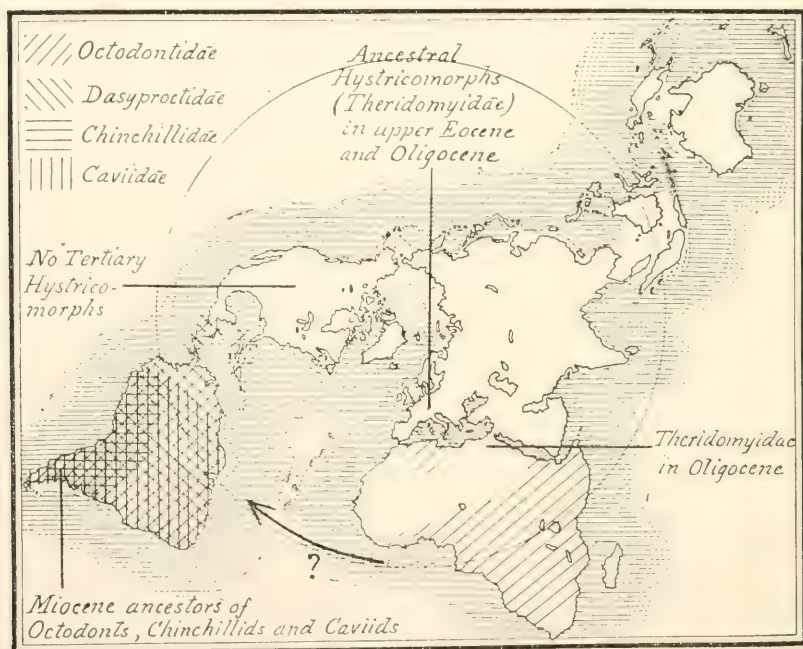 Octodontidae
Dasyproctidae
Chinchillidae
Caviidae
Ancestral
Hystricomorphs
(Theridomyidae)
in upper Eocene
and Oligocene
No Tertiary
Hystrico-
morphs
Theridomyidae
in Oligocene
?
Miocene ancestors of
Octodonts, Chinchillids and Caviids